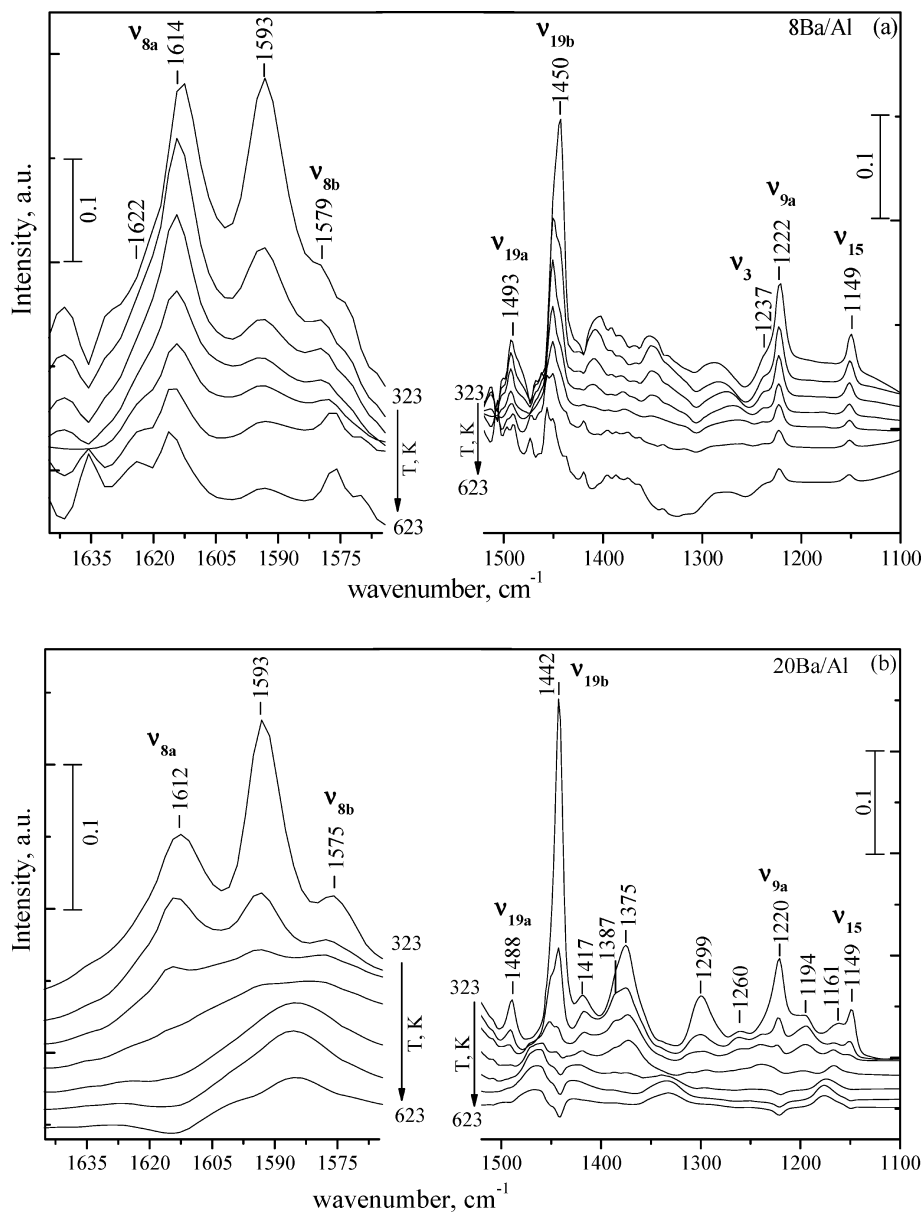 8Ba/Al (a)
ν8a
1614
1593
ν8b
1622
1579
0.1
Intensity, a.u.
323
T, K
623
1635 1620 1605 1590 1575
ν19b
1450
0.1
ν9a
ν19a
1493
ν3
1237
1222
ν15
1149
323
T, K
623
1500 1400 1300 1200 1100
wavenumber, cm-1
20Ba/Al (b)
1593
ν8a
1612
ν8b
1575
0.1
Intensity, a.u.
323
T, K
623
1635 1620 1605 1590 1575
1442
ν19b
0.1
ν19a
1488
1417
1387
1375
1299
1260
ν9a
1220
1194
1161
ν15
1149
323
T, K
623
1500 1400 1300 1200 1100
wavenumber, cm-1